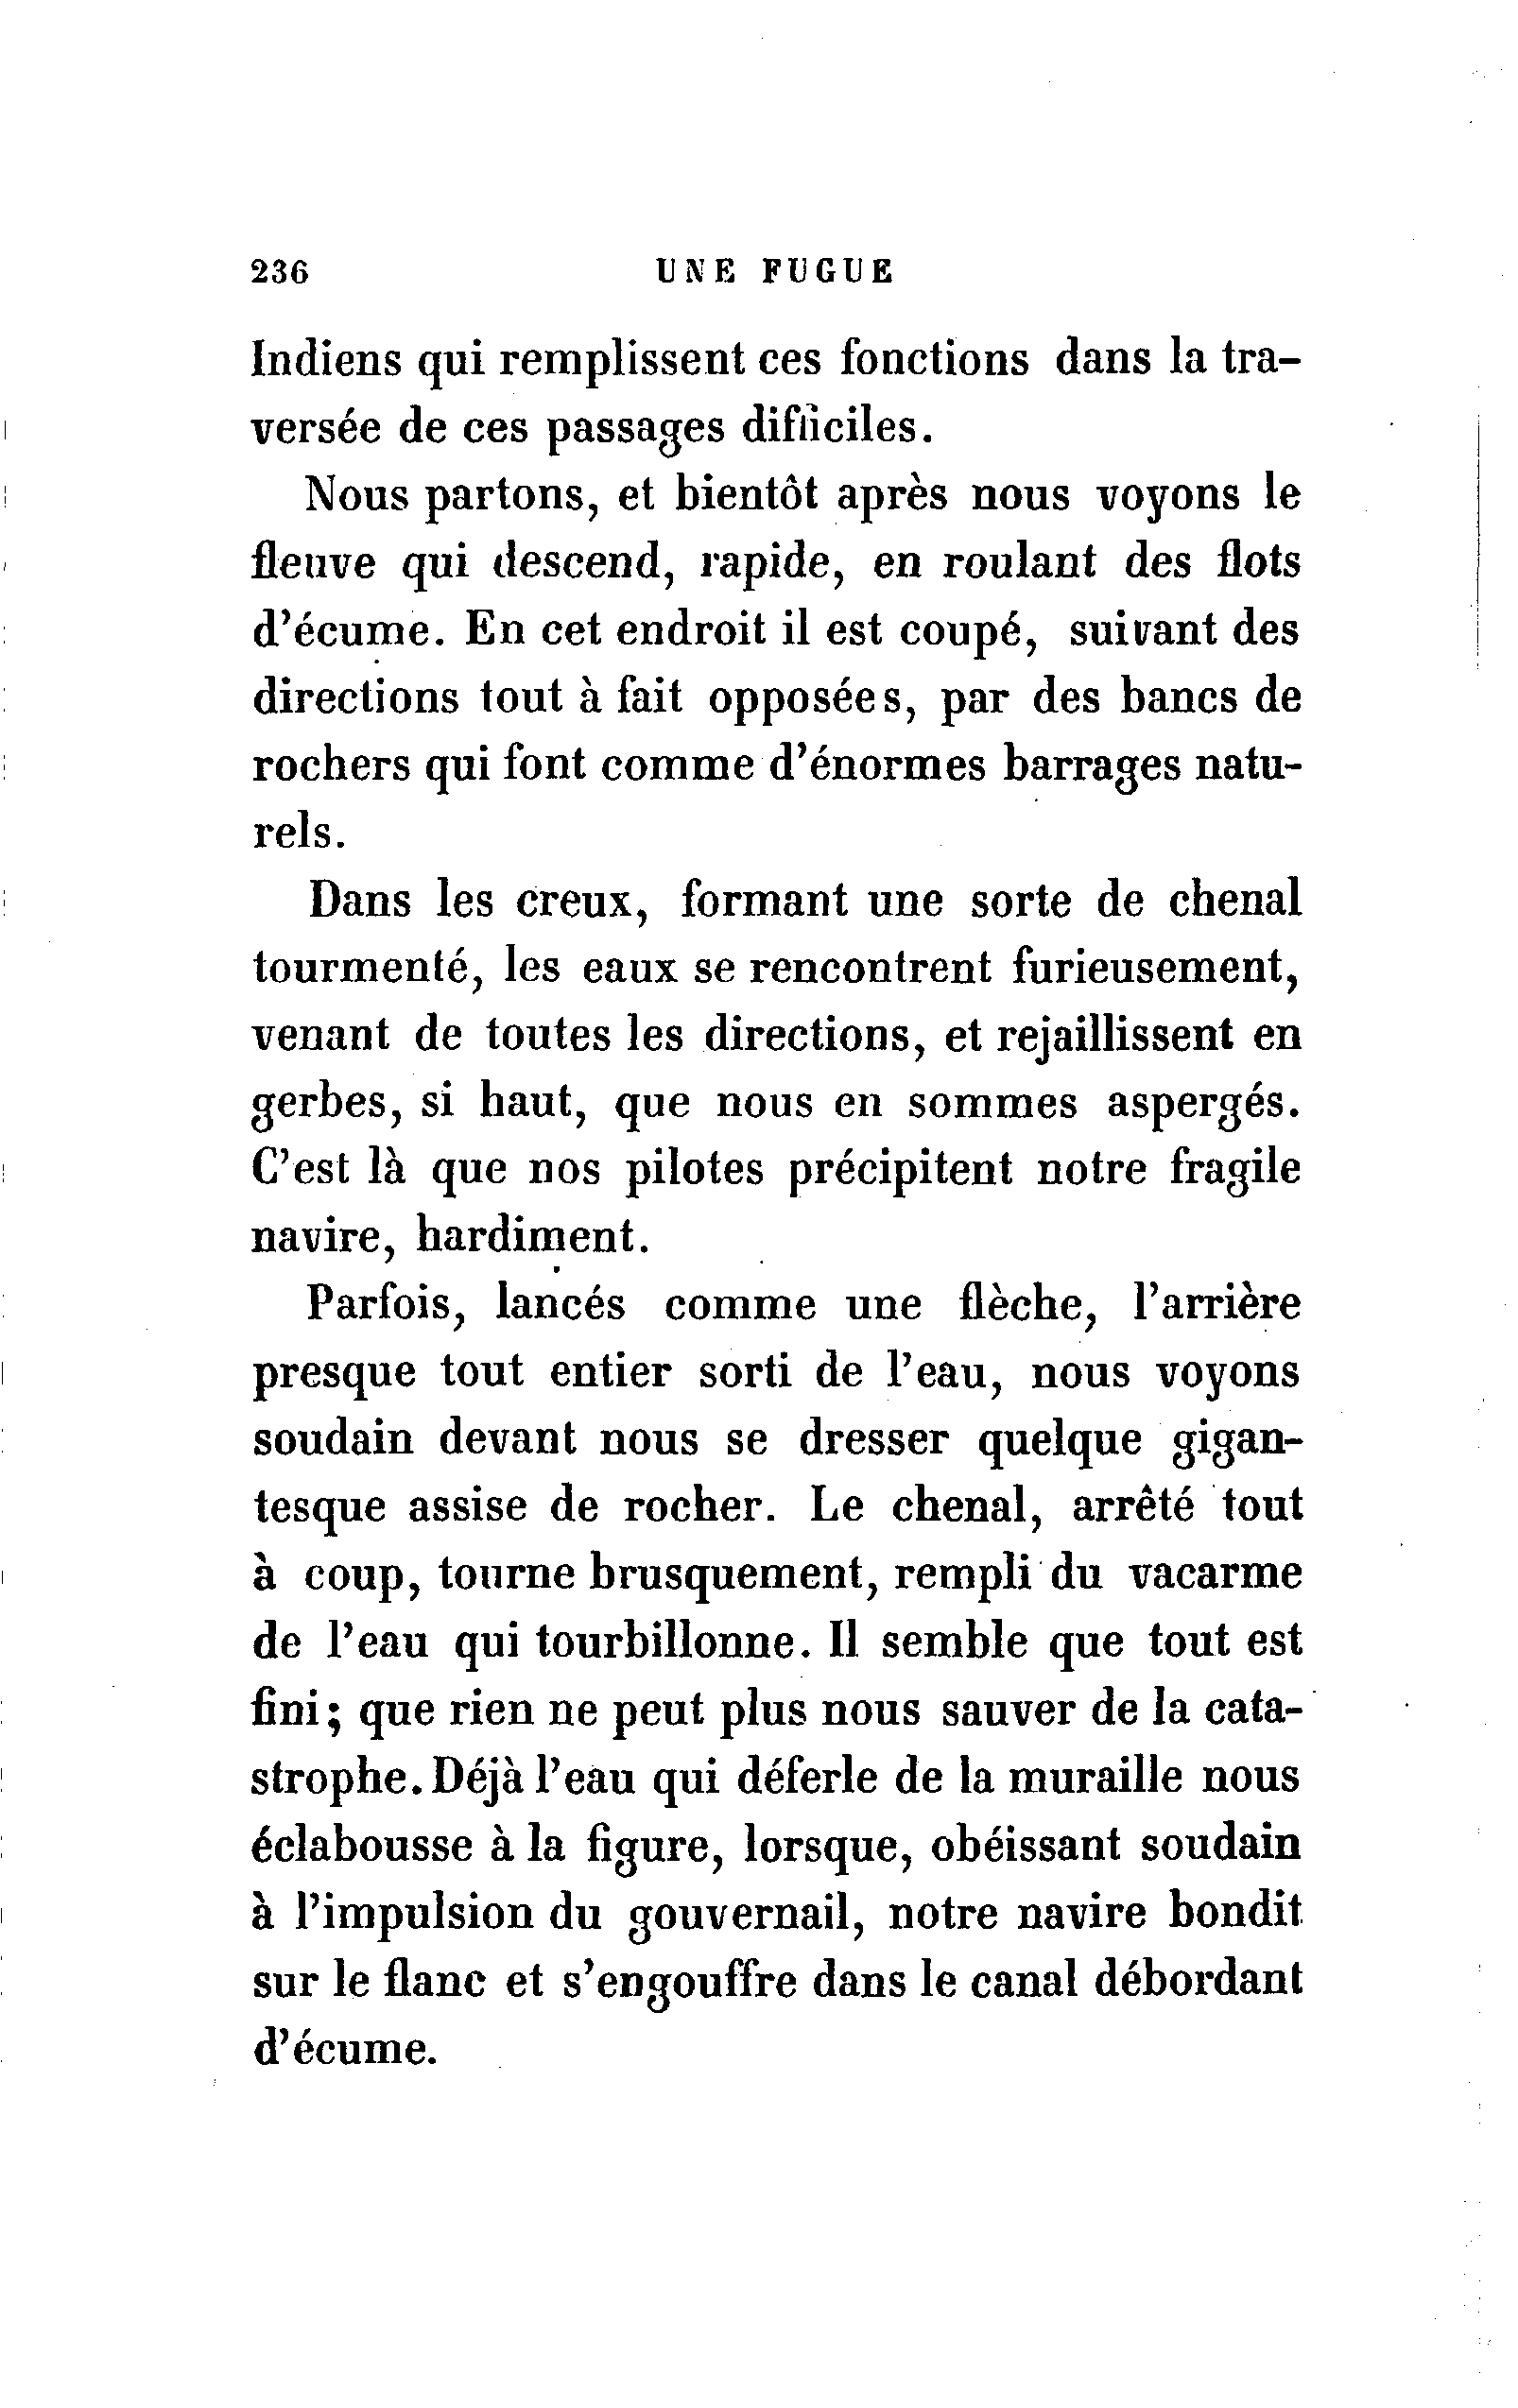 236 UNE FUGUE
Indiens qui remplissent ces fonctions dans la tra-
versée de ces passages difficiles.
Nous partons, et bientôt après nous voyons le
fleuve qui descend, rapide, en roulant des flots
d'écume. En cet endroit il est coupé, suivant des
directions tout à fait opposées, par des bancs de
rochers qui font comme d'énormes barrages natu-
rels.
Dans les creux, formant une sorte de chenal
tourmenté, les eaux se rencontrent furieusement,
venant de toutes les directions, et rejaillissent en
gerbes, si haut, que nous en sommes aspergés.
C'est là que nos pilotes précipitent notre fragile
navire, hardiment.
Parfois, lancés comme une flèche, l'arrière
presque tout entier sorti de l'eau, nous voyons
soudain devant nous se dresser quelque gigan-
tesque assise de rocher. Le chenal, arrêté tout
à coup, tourne brusquement, rempli du vacarme
de l'eau qui tourbillonne. Il semble que tout est
fini; que rien ne peut plus nous sauver de la cata-
strophe. Déjà l'eau qui déferle de la muraille nous
éclabousse à la figure, lorsque, obéissant soudain
à l'impulsion du gouvernail, notre navire bondit
sur le flanc et s'engouffre dans le canal débordant
d'écume.